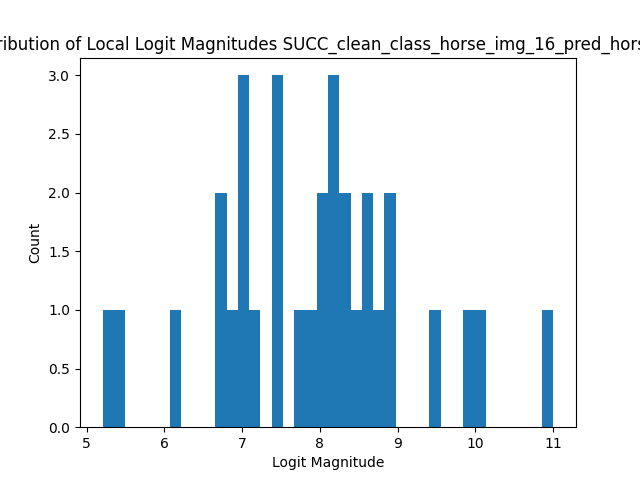 ribution of Local Logit Magnitudes SUCC_clean_class_horse_img_16_pred_hors
3.0
2.5
2.0
1.5
1.0
0.5
0.0
Count
5 6 7 8 9 10 11
Logit Magnitude